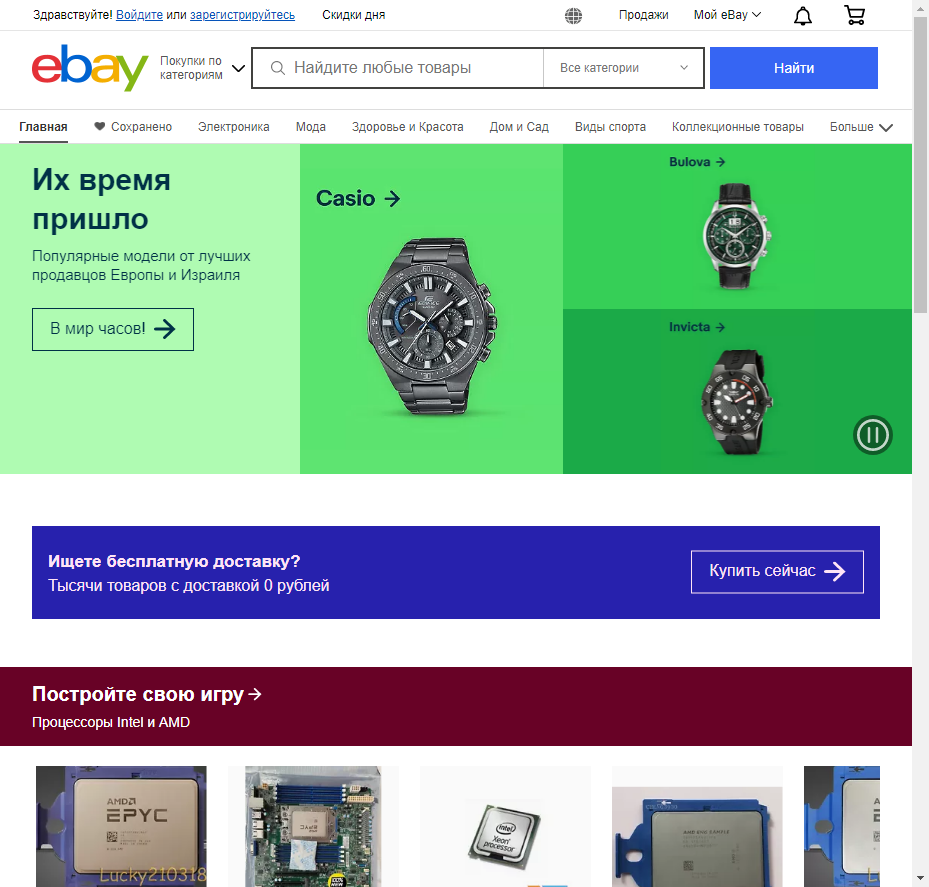 Здравствуйте! Войдите или зарегистрируйтесь
Скидки дня
Продажи
Мой eBay
ebay
Покупки по
категориям
Найдите любые товары
Все категории
Найти
Главная
Сохранено
Электроника
Мода
Здоровье и Красота
Дом и Сад
Виды спорта
Коллекционные товары
Больше
Их время
пришло
Популярные модели от лучших
продавцов Европы и Израиля
В мир часов!
Casio
Bulova
Invicta
Ищете бесплатную доставку?
Тысячи товаров с доставкой 0 рублей
Купить сейчас
Постройте свою игру
Процессоры Intel и AMD
AMD
EPYC
Lucky210318
intel
Xeon
processor